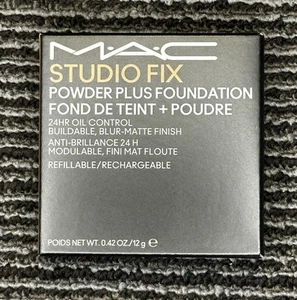 M·A·C
STUDIO FIX
POWDER PLUS FOUNDATION
FOND DE TEINT + POUDRE
24HR OIL CONTROL
BUILDABLE, BLUR-MATTE FINISH
ANTI-BRILLANCE 24 H
MODULABLE, FINI MAT FLOUTE
REFILLABLE/RECHARGEABLE
POIDS NET WT. 0.42 OZ./12 g ℮